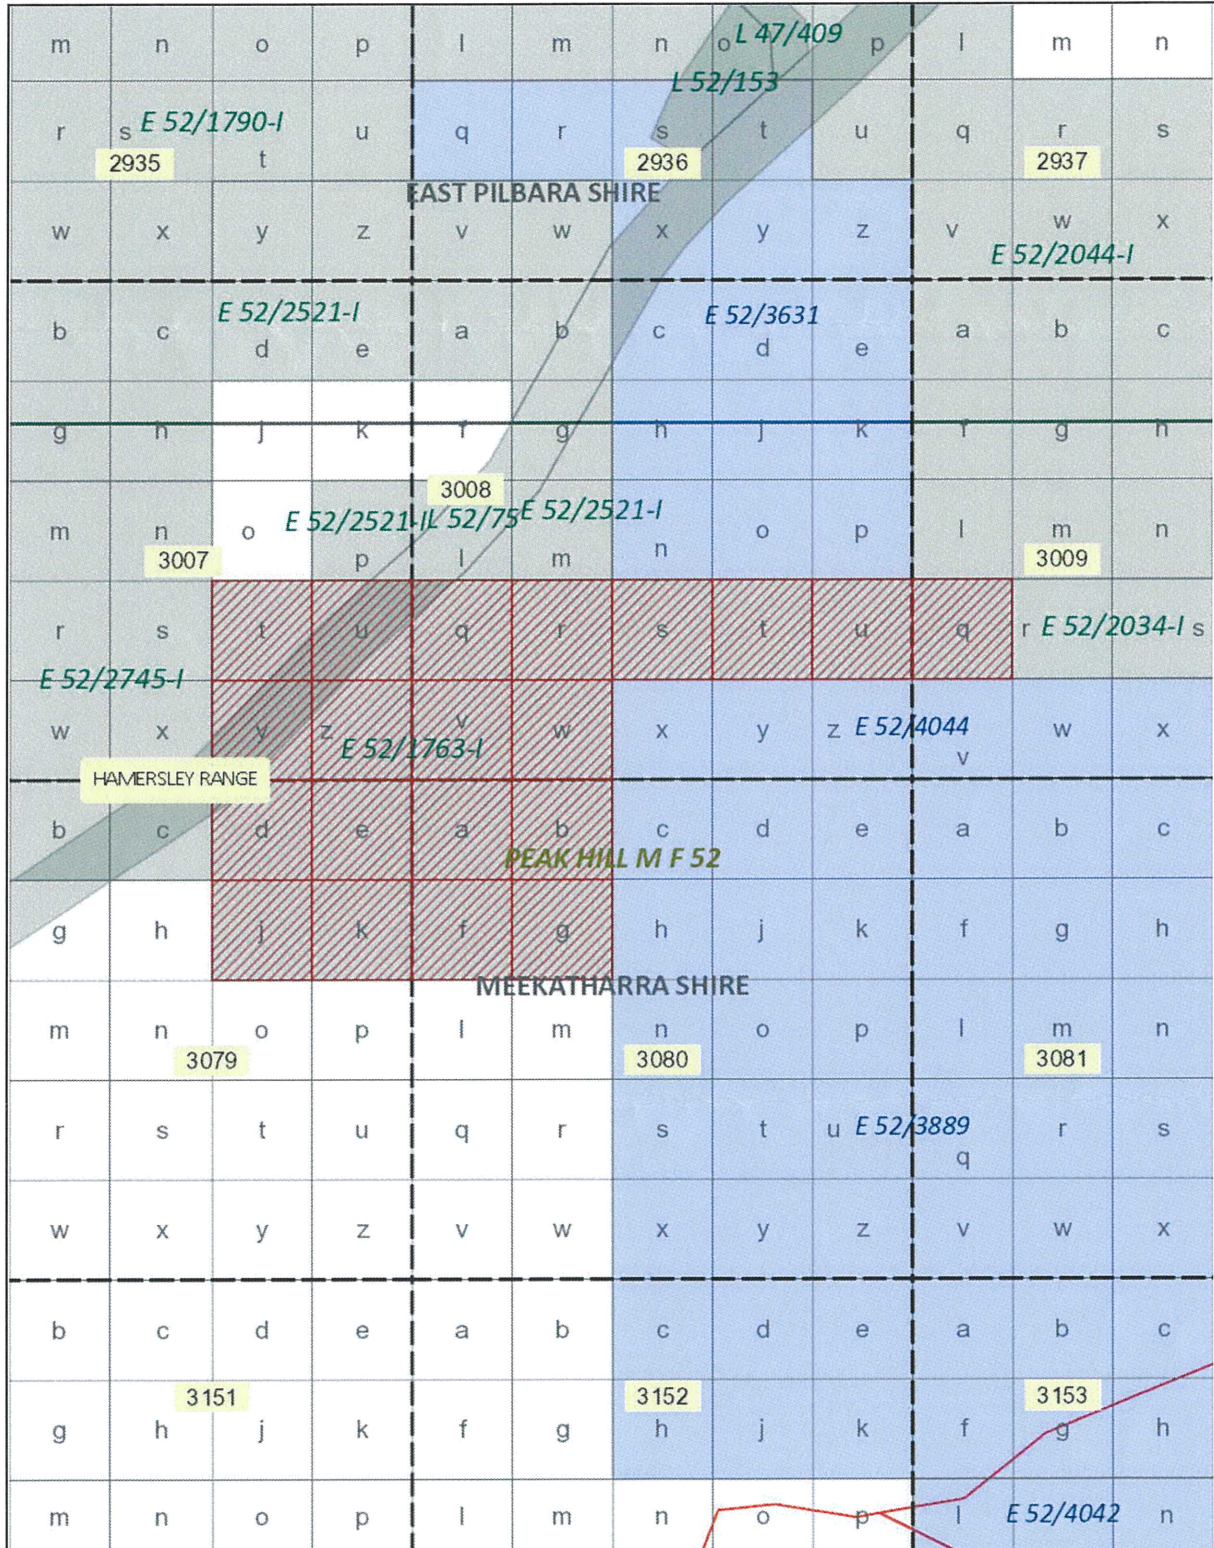 m n o p l m n o L 47/409 p l m n
L 52/153
r s E 52/1790-I t u q r s t u q r s
2935 2936 2937
EAST PILBARA SHIRE
w x y z v w x y z v w x
E 52/2044-I
E 52/2521-I E 52/3631
b c d e a b c d e a b c
g h j k f g h j k f g h
3008
m n o E 52/2521-I L 52/75 E 52/2521-I o p l m n
3007 p l m n 3009
r s t u q r s t u q r E 52/2034-I s
E 52/2745-I
w x y z v w x y z E 52/4044 v w x
E 52/1763-I
HAMERSLEY RANGE
b c d e a b c d e a b c
PEAK HILL M F 52
g h j k f g h j k f g h
MEEKATHARRA SHIRE
m n o p l m n o p l m n
3079 3080 3081
r s t u q r s t u E 52/3889 q r s
w x y z v w x y z v w x
b c d e a b c d e a b c
3151 3152 3153
g h j k f g h j k f g h
m n o p l m n o p l E 52/4042 n